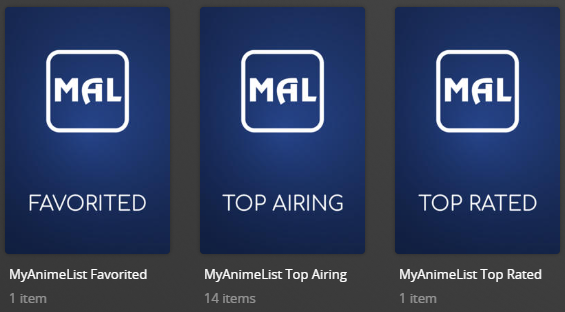 MAL
FAVORITED
MyAnimeList Favorited
1 item
MAL
TOP AIRING
MyAnimeList Top Airing
14 items
MAL
TOP RATED
MyAnimeList Top Rated
1 item